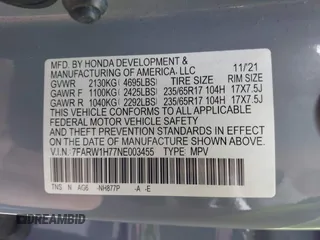 MFD. BY HONDA DEVELOPMENT & 11/21
MANUFACTURING OF AMERICA, LLC
GVWR 2130KG (4695LBS) TIRE SIZE RIM SIZE
GAWR F 1100KG (2425LBS) 235/65R17 104H 17X7.5J
GAWR R 1040KG (2292LBS) 235/65R17 104H 17X7.5J
THIS VEHICLE CONFORMS TO ALL APPLICABLE
FEDERAL MOTOR VEHICLE SAFETY, BUMPER,
AND THEFT PREVENTION STANDARDS IN EFFECT
ON THE DATE OF MANUFACTURE SHOWN ABOVE.
V.I.N. 7FARW1H77NE003455 TYPE: MPV
TNS N AGB -NH877P -A -E
DREAMBID